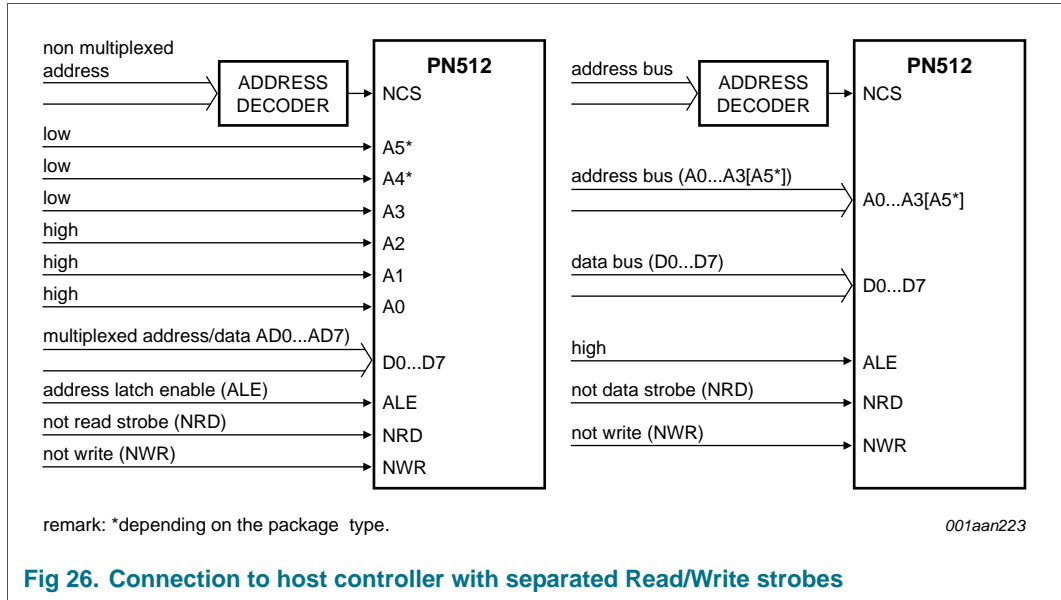 non multiplexed
address
ADDRESS
DECODER
PN512
NCS
low
A5*
low
A4*
low
A3
high
A2
high
A1
high
A0
multiplexed address/data AD0...AD7)
D0...D7
address latch enable (ALE)
ALE
not read strobe (NRD)
NRD
not write (NWR)
NWR
address bus
ADDRESS
DECODER
PN512
NCS
address bus (A0...A3[A5*])
A0...A3[A5*]
data bus (D0...D7)
D0...D7
high
ALE
not data strobe (NRD)
NRD
not write (NWR)
NWR
remark: *depending on the package type.
001aan223
Fig 26. Connection to host controller with separated Read/Write strobes